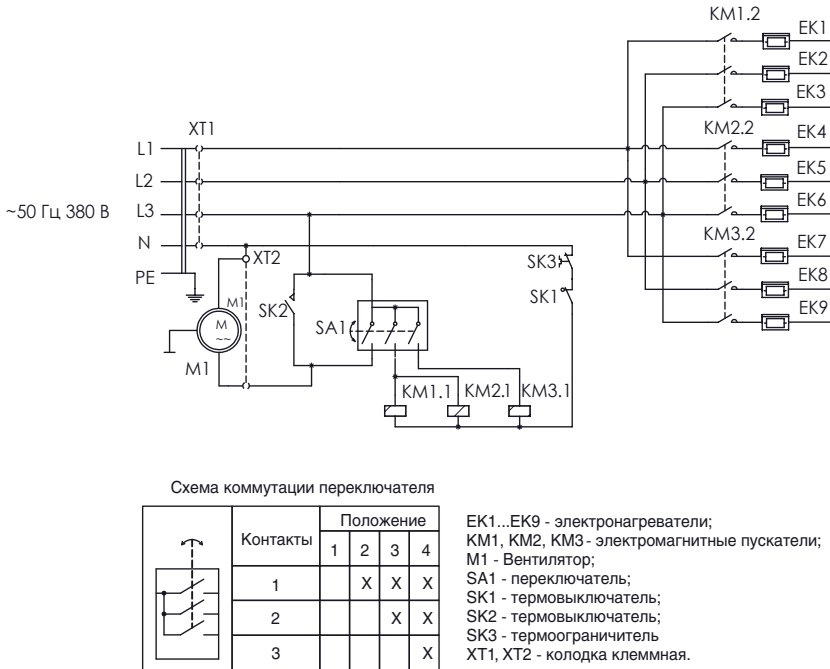 KM1.2
EK1
EK2
EK3
XT1
KM2.2
EK4
L1
EK5
L2
EK6
~50 Гц 380 В
L3
KM3.2
EK7
N
XT2
SK3
EK8
PE
M1
SK2
SK1
EK9
M
~~
SA1
M1
KM1.1
KM2.1
KM3.1
Схема коммутации переключателя
Контакты
Положение
1 2 3 4
1 X X X
2 X X
3 X
EK1...EK9 - электронагреватели;
KM1, KM2, KM3 - электромагнитные пускатели;
M1 - Вентилятор;
SA1 - переключатель;
SK1 - термовыключатель;
SK2 - термовыключатель;
SK3 - термоограничитель
XT1, XT2 - колодка клеммная.